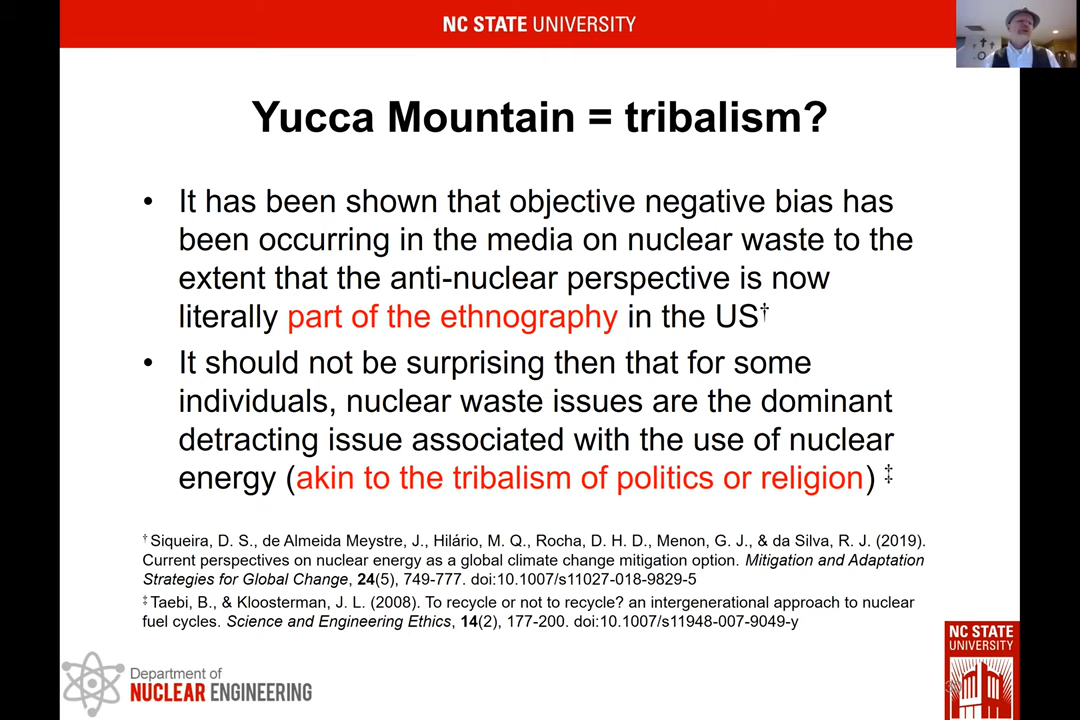 NC STATE UNIVERSITY
Yucca Mountain = tribalism?
• It has been shown that objective negative bias has
been occurring in the media on nuclear waste to the
extent that the anti-nuclear perspective is now
literally part of the ethnography in the US†
• It should not be surprising then that for some
individuals, nuclear waste issues are the dominant
detracting issue associated with the use of nuclear
energy (akin to the tribalism of politics or religion) ‡
† Siqueira, D. S., de Almeida Meystre, J., Hilário, M. Q., Rocha, D. H. D., Menon, G. J., & da Silva, R. J. (2019).
Current perspectives on nuclear energy as a global climate change mitigation option. Mitigation and Adaptation
Strategies for Global Change, 24(5), 749-777. doi:10.1007/s11027-018-9829-5
‡ Taebi, B., & Kloosterman, J. L. (2008). To recycle or not to recycle? an intergenerational approach to nuclear
fuel cycles. Science and Engineering Ethics, 14(2), 177-200. doi:10.1007/s11948-007-9049-y
Department of
NUCLEAR ENGINEERING
NC STATE
UNIVERSITY